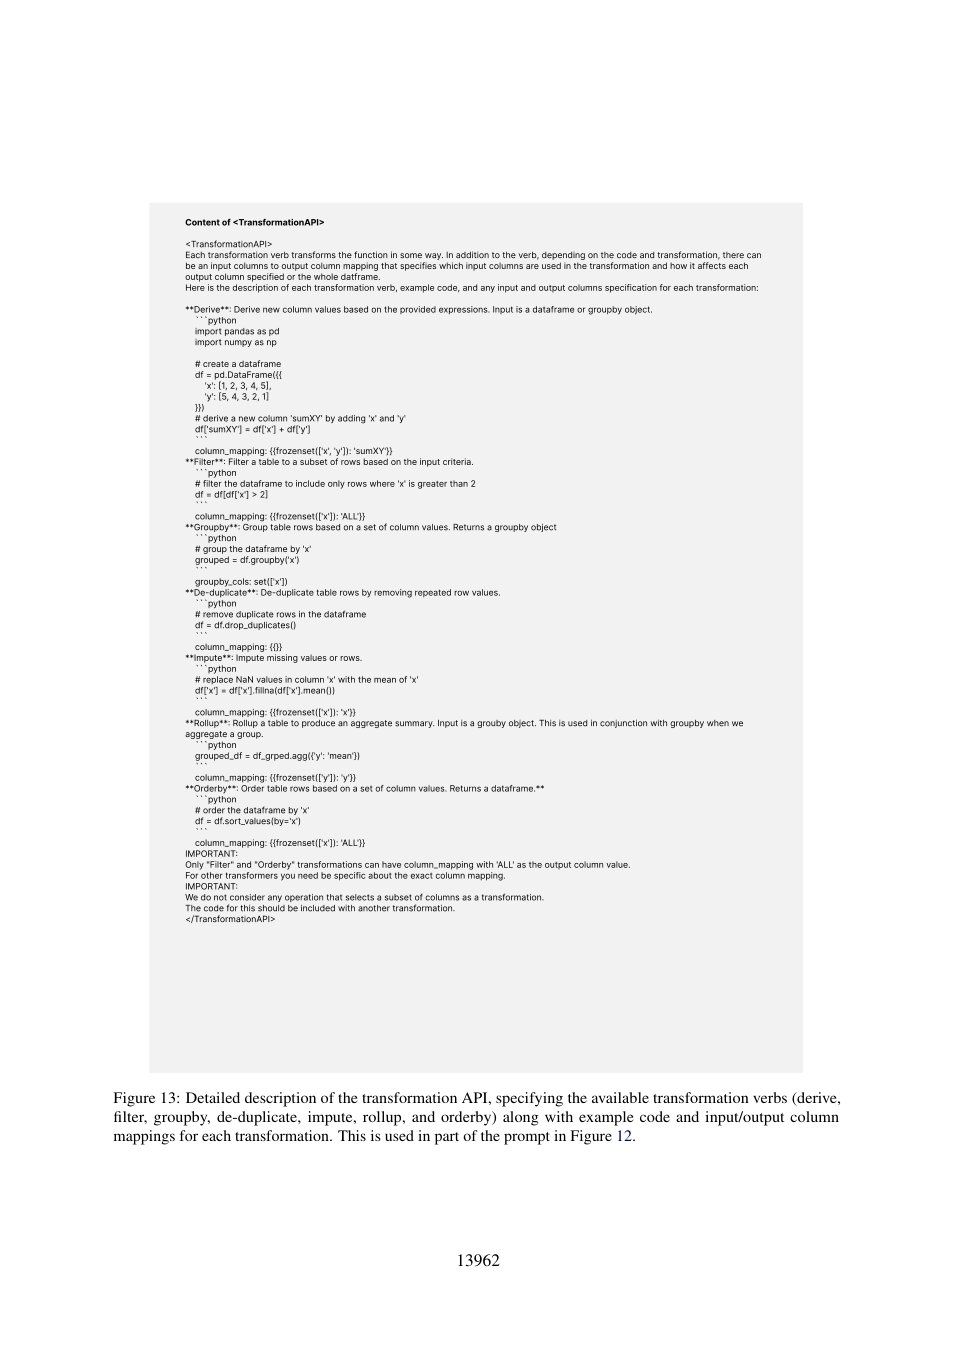 Content of <TransformationAPI>
<TransformationAPI>
Each transformation verb transforms the function in some way. In addition to the verb, depending on the code and transformation, there can
be an input columns to output column mapping that specifies which input columns are used in the transformation and how it affects each
output column specified or the whole datframe.
Here is the description of each transformation verb, example code, and any input and output columns specification for each transformation:
**Derive**: Derive new column values based on the provided expressions. Input is a dataframe or groupby object.
```python
import pandas as pd
import numpy as np
# create a dataframe
df = pd.DataFrame({{
'x': [1, 2, 3, 4, 5],
'y': [5, 4, 3, 2, 1]
}})
# derive a new column 'sumXY' by adding 'x' and 'y'
df['sumXY'] = df['x'] + df['y']
```
column_mapping: {{frozenset(['x', 'y']): 'sumXY'}}
**Filter**: Filter a table to a subset of rows based on the input criteria.
```python
# filter the dataframe to include only rows where 'x' is greater than 2
df = df[df['x'] > 2]
```
column_mapping: {{frozenset(['x']): 'ALL'}}
**Groupby**: Group table rows based on a set of column values. Returns a groupby object
```python
# group the dataframe by 'x'
grouped = df.groupby('x')
```
groupby_cols: set(['x'])
**De-duplicate**: De-duplicate table rows by removing repeated row values.
```python
# remove duplicate rows in the dataframe
df = df.drop_duplicates()
```
column_mapping: {{}}
**Impute**: Impute missing values or rows.
```python
# replace NaN values in column 'x' with the mean of 'x'
df['x'] = df['x'].fillna(df['x'].mean())
```
column_mapping: {{frozenset(['x']): 'x'}}
**Rollup**: Rollup a table to produce an aggregate summary. Input is a grouby object. This is used in conjunction with groupby when we
aggregate a group.
```python
grouped_df = df_grped.agg({'y': 'mean'})
```
column_mapping: {{frozenset(['y']): 'y'}}
**Orderby**: Order table rows based on a set of column values. Returns a dataframe.**
```python
# order the dataframe by 'x'
df = df.sort_values(by='x')
```
column_mapping: {{frozenset(['x']): 'ALL'}}
IMPORTANT:
Only "Filter" and "Orderby" transformations can have column_mapping with 'ALL' as the output column value.
For other transformers you need be specific about the exact column mapping.
IMPORTANT:
We do not consider any operation that selects a subset of columns as a transformation.
The code for this should be included with another transformation.
</TransformationAPI>
Figure 13: Detailed description of the transformation API, specifying the available transformation verbs (derive,
filter, groupby, de-duplicate, impute, rollup, and orderby) along with example code and input/output column
mappings for each transformation. This is used in part of the prompt in Figure 12.
13962